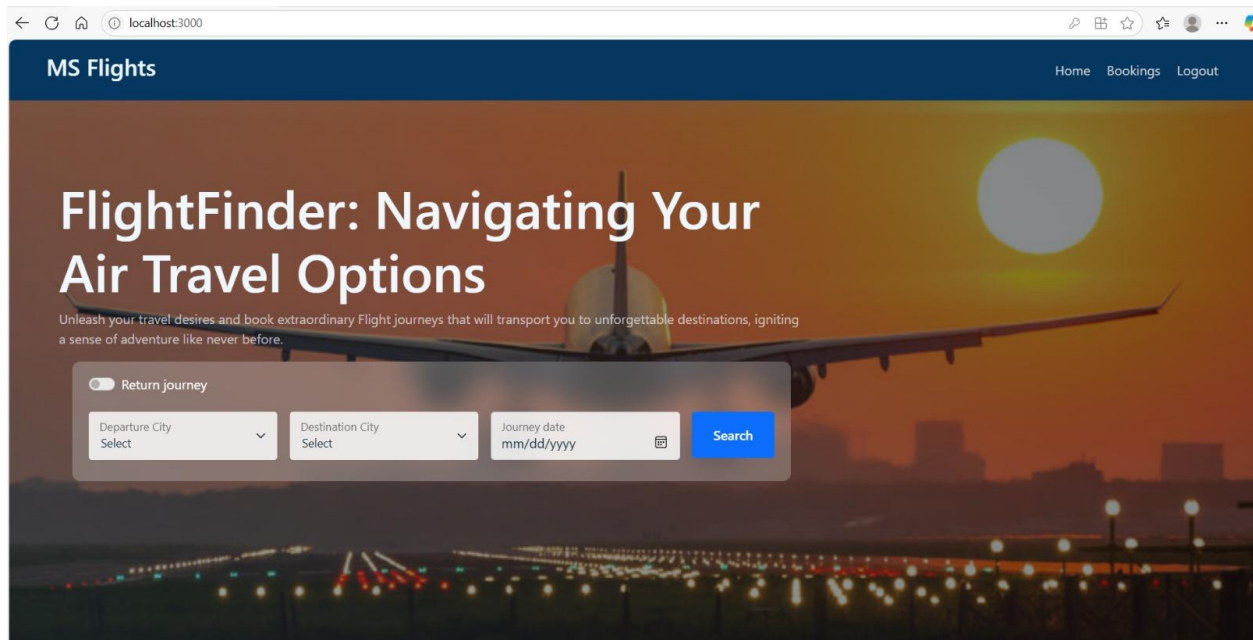 localhost:3000
MS Flights
Home Bookings Logout
FlightFinder: Navigating Your
Air Travel Options
Unleash your travel desires and book extraordinary Flight journeys that will transport you to unforgettable destinations, igniting
a sense of adventure like never before.
Return journey
Departure City
Select
Destination City
Select
Journey date
mm/dd/yyyy
Search